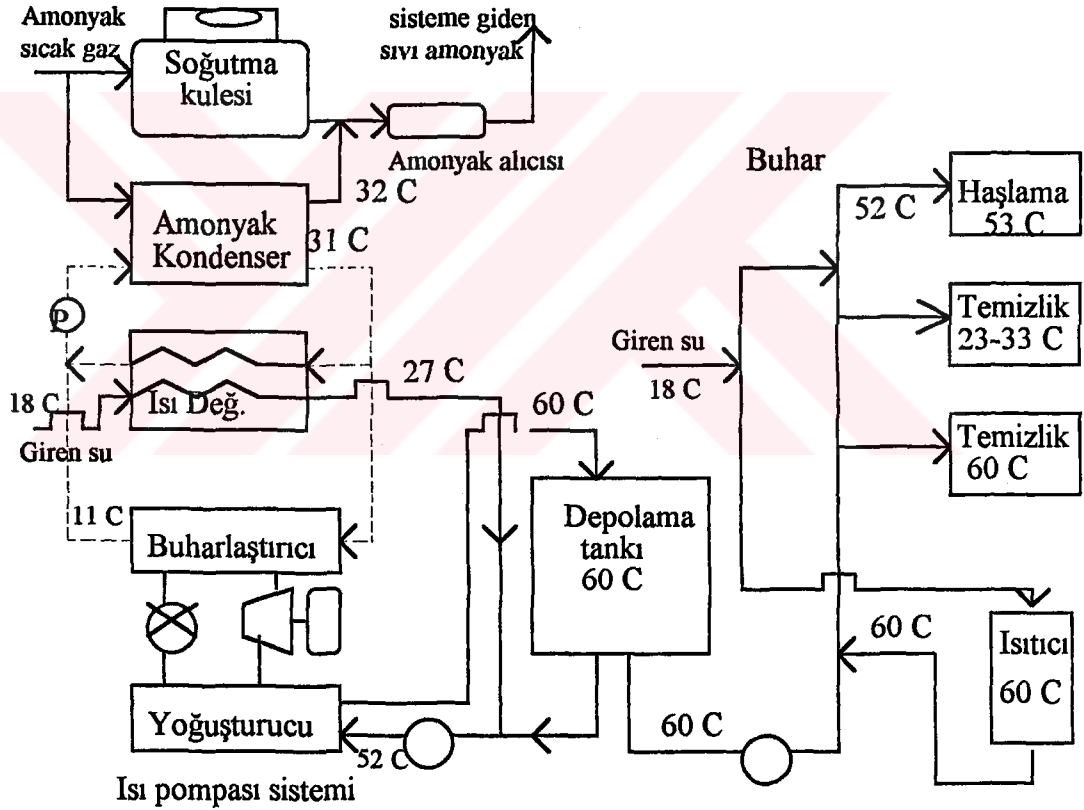 Amonyak
sıcak gaz
Soğutma
kulesi
sisteme giden
sıvı amonyak
Amonyak alıcısı
32 C
Amonyak
Kondenser
31 C
P
18 C
Giren su
Isı Değ.
27 C
60 C
11 C
Buharlaştırıcı
Yoğuşturucu
52 C
Isı pompası sistemi
Depolama
tankı
60 C
60 C
Buhar
52 C
Haşlama
53 C
Temizlik
23-33 C
Temizlik
60 C
Giren su
18 C
60 C
Isıtıcı
60 C